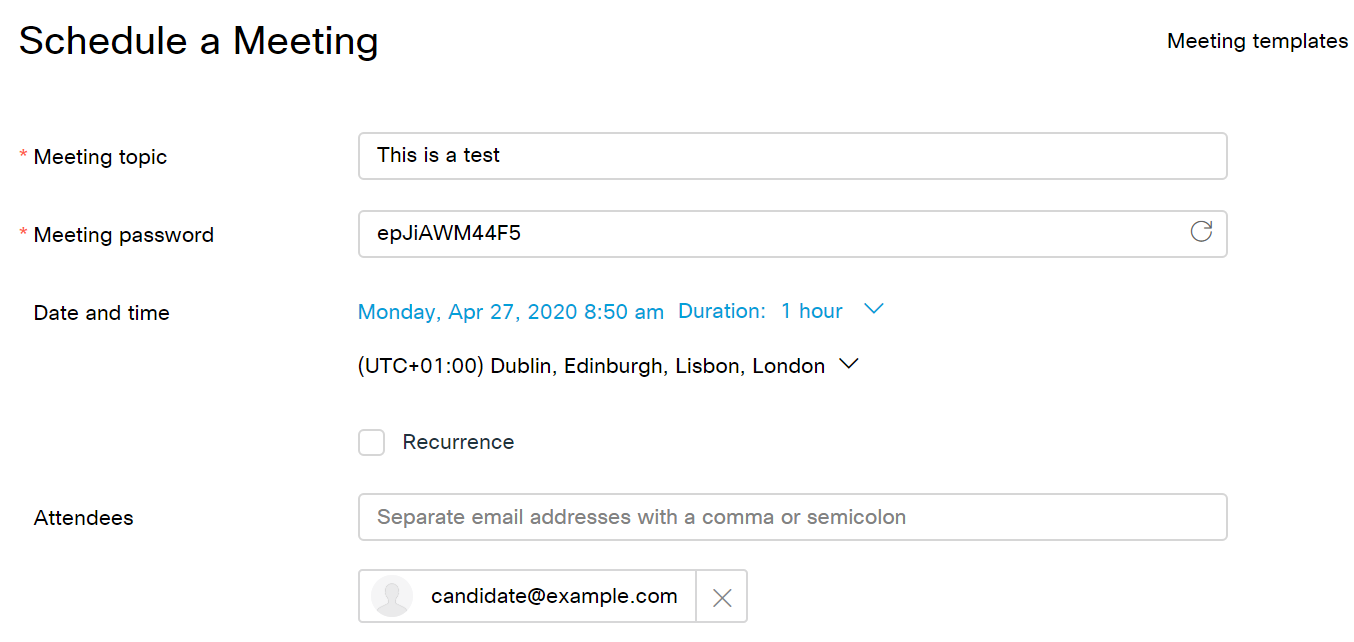 Schedule a Meeting
Meeting templates
* Meeting topic
This is a test
* Meeting password
epJiAWM44F5
Date and time
Monday, Apr 27, 2020 8:50 am Duration: 1 hour
(UTC+01:00) Dublin, Edinburgh, Lisbon, London
Recurrence
Attendees
Separate email addresses with a comma or semicolon
candidate@example.com